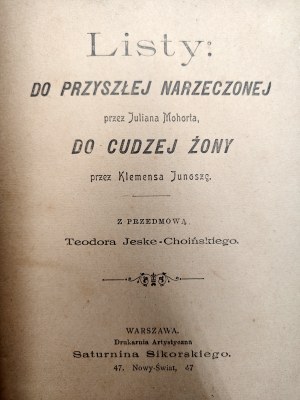 Listy:
DO PRZYSZŁEJ NARZECZONEJ
przez Juliana Mohorta,
DO CUDZEJ ŻONY
przez Klemensa Junoszę.
Z PRZEDMOWĄ
Teodora Jeske-Choińskiego.
WARSZAWA.
Drukarnia Artystyczna
Saturnina Sikorskiego.
47. Nowy-Świat, 47